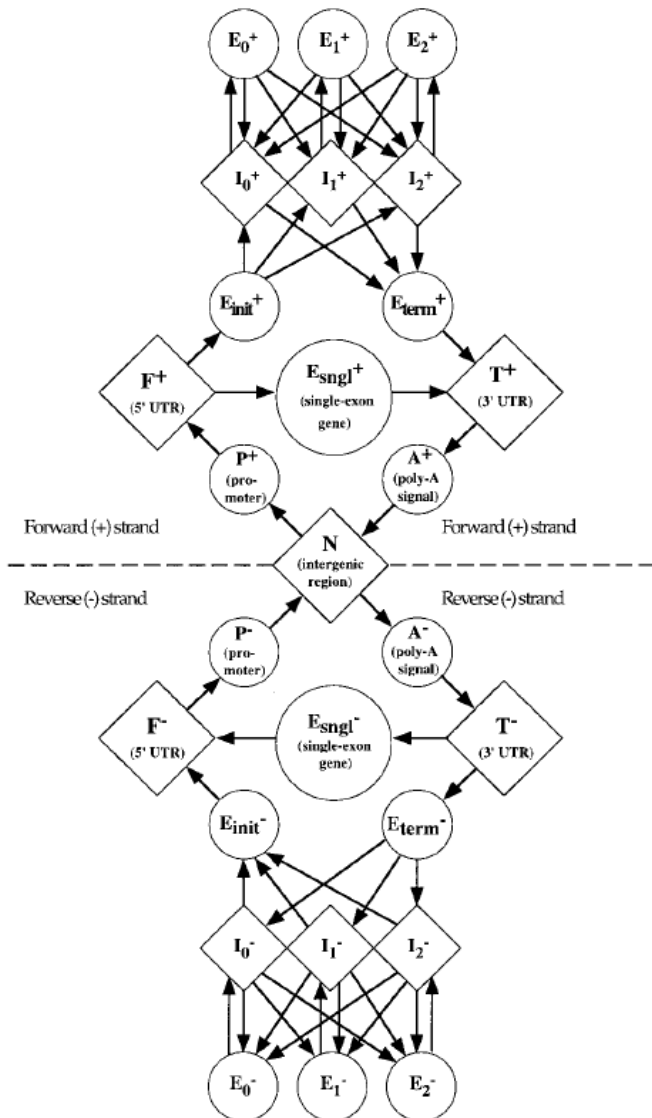 E0+ E1+ E2+
I0+ I1+ I2+
Einit+ Eterm+
F+
(5' UTR)
Esngl+
(single-exon
gene)
T+
(3' UTR)
P+
(pro-
moter)
A+
(poly-A
signal)
Forward (+) strand Forward (+) strand
N
(intergenic
region)
Reverse (-) strand Reverse (-) strand
P-
(pro-
moter)
A-
(poly-A
signal)
F-
(5' UTR)
Esngl-
(single-exon
gene)
T-
(3' UTR)
Einit- Eterm-
I0- I1- I2-
E0- E1- E2-